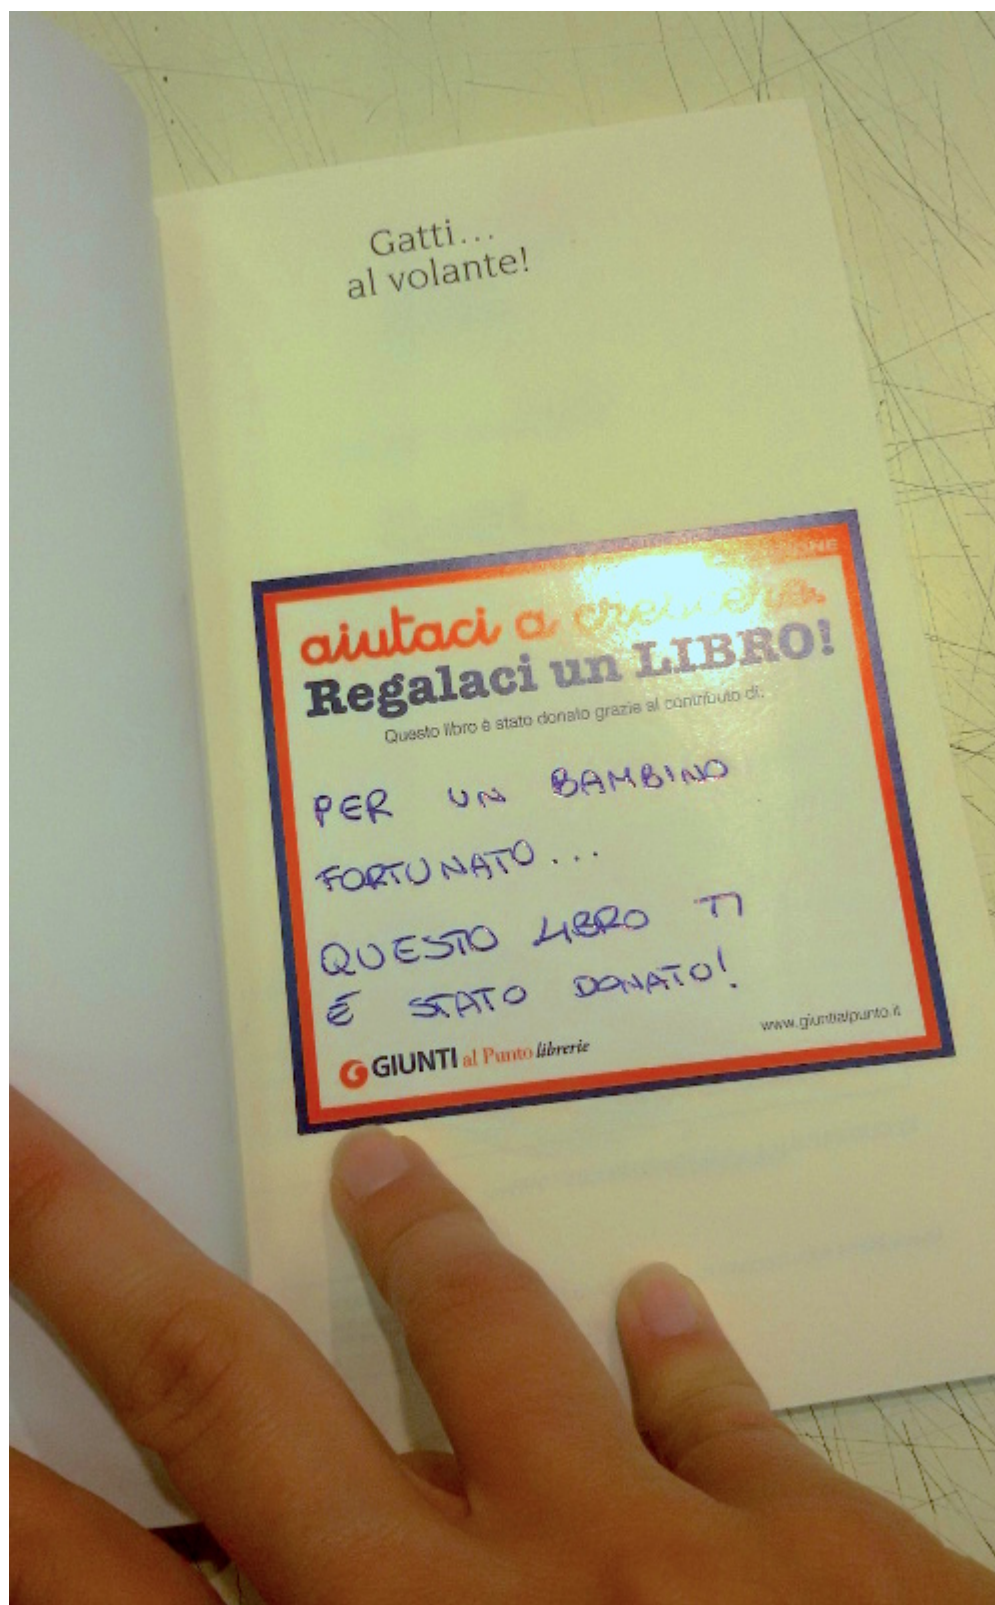 Gatti...
al volante!
aiutaci a crescere.
Regalaci un LIBRO!
Questo libro è stato donato grazie al contributo di:
PER UN BAMBINO
FORTUNATO...
QUESTO LIBRO TI
È STATO DONATO!
GIUNTI al Punto librerie
www.giuntialpunto.it